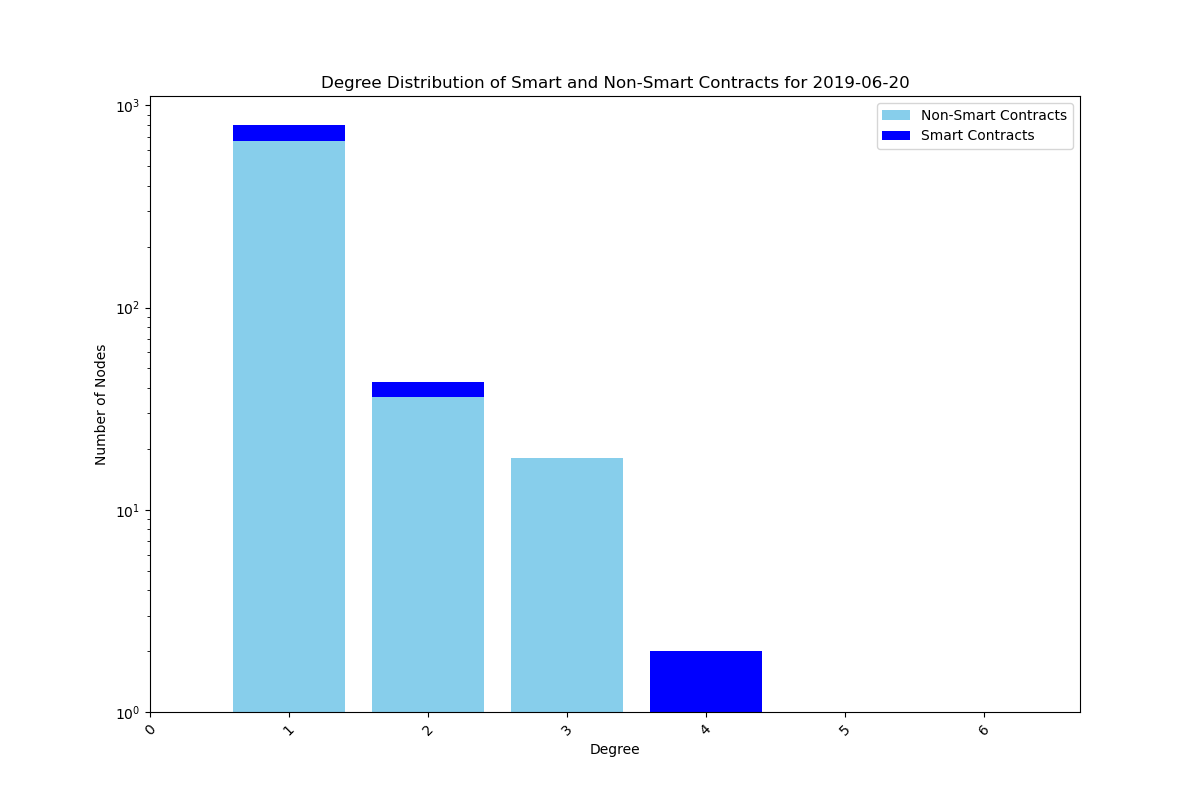 Degree Distribution of Smart and Non-Smart Contracts for 2019-06-20
Non-Smart Contracts
Smart Contracts
Number of Nodes
10³
10²
10¹
10⁰
0 1 2 3 4 5 6
Degree